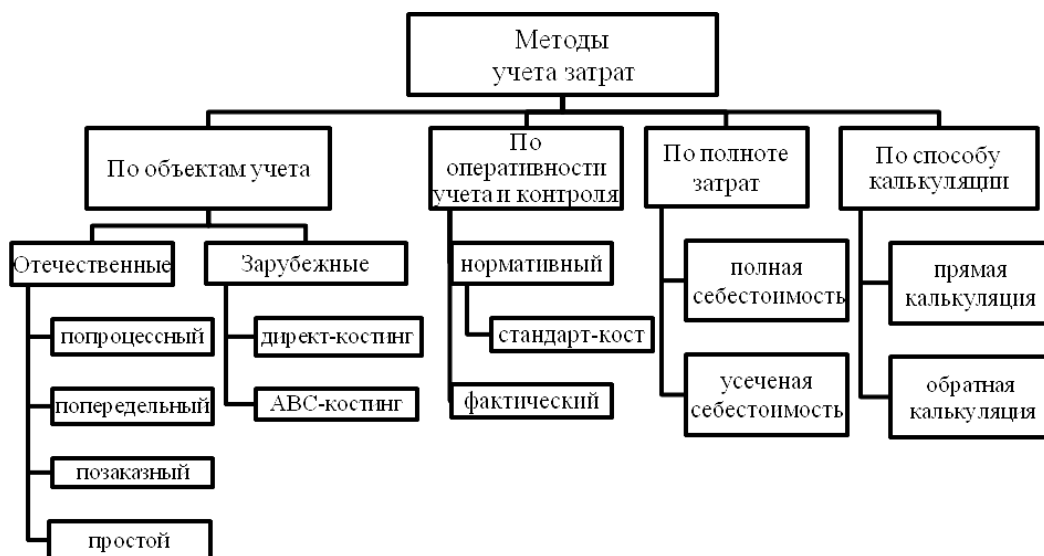 Методы
учета затрат
По объектам учета
По
оперативности
учета и контроля
По полноте
затрат
По способу
калькуляции
Отечественные
Зарубежные
нормативный
полная
себестоимость
прямая
калькуляция
попроцессный
директ-костинг
стандарт-кост
попередельный
АВС-костинг
фактический
усеченая
себестоимость
обратная
калькуляция
позаказный
простой